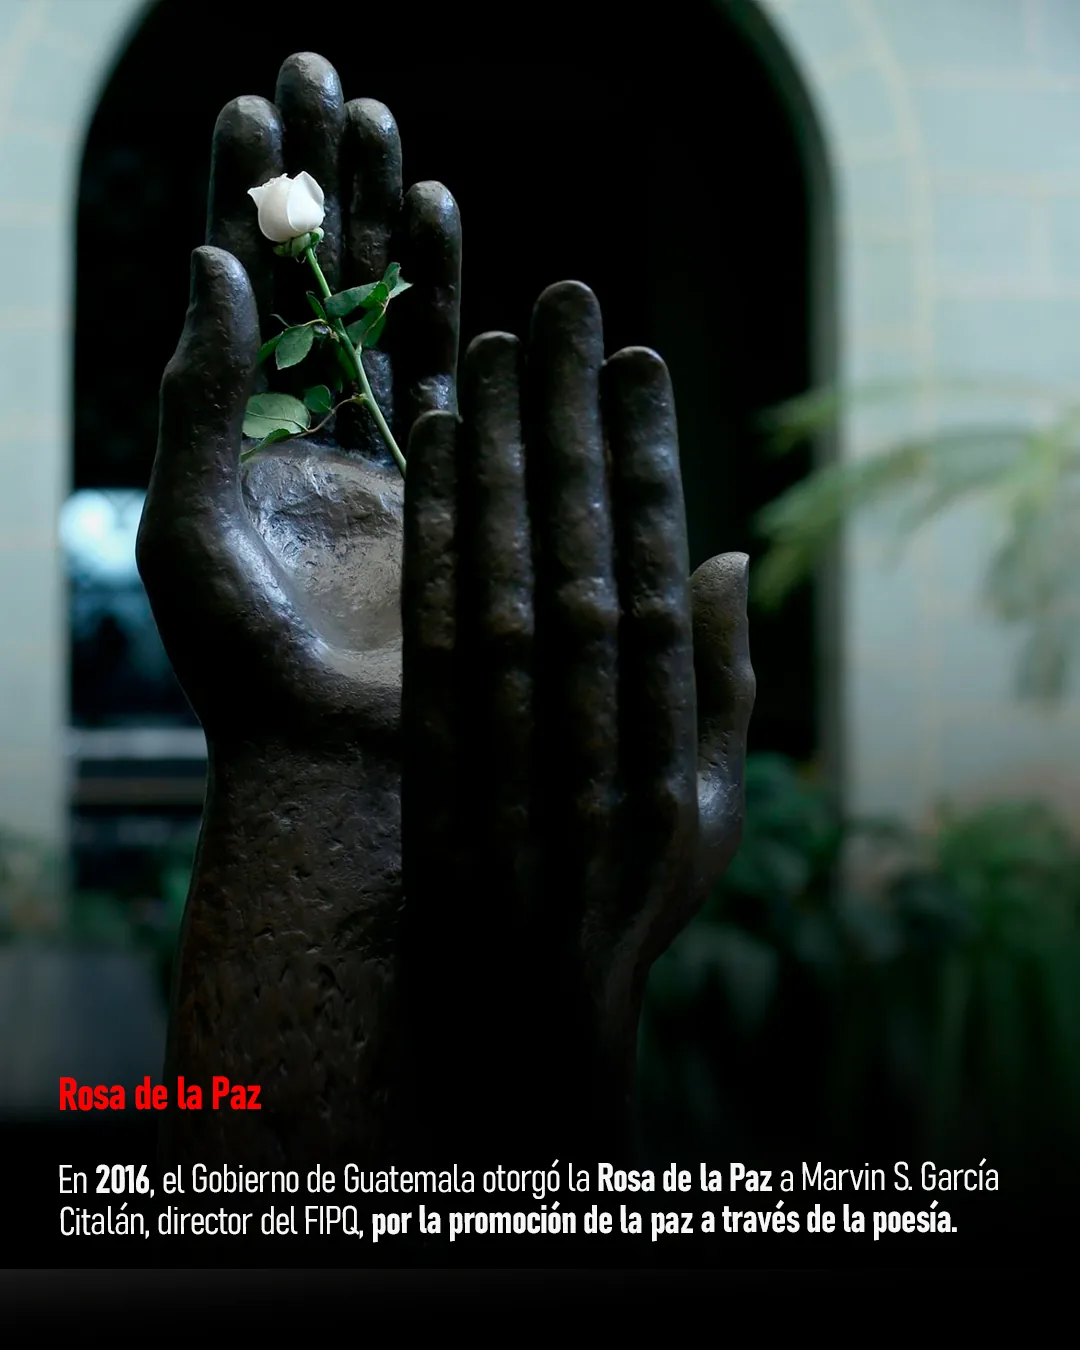 Rosa de la Paz
En 2016, el Gobierno de Guatemala otorgó la Rosa de la Paz a Marvin S. García
Citalán, director del FIPQ, por la promoción de la paz a través de la poesía.